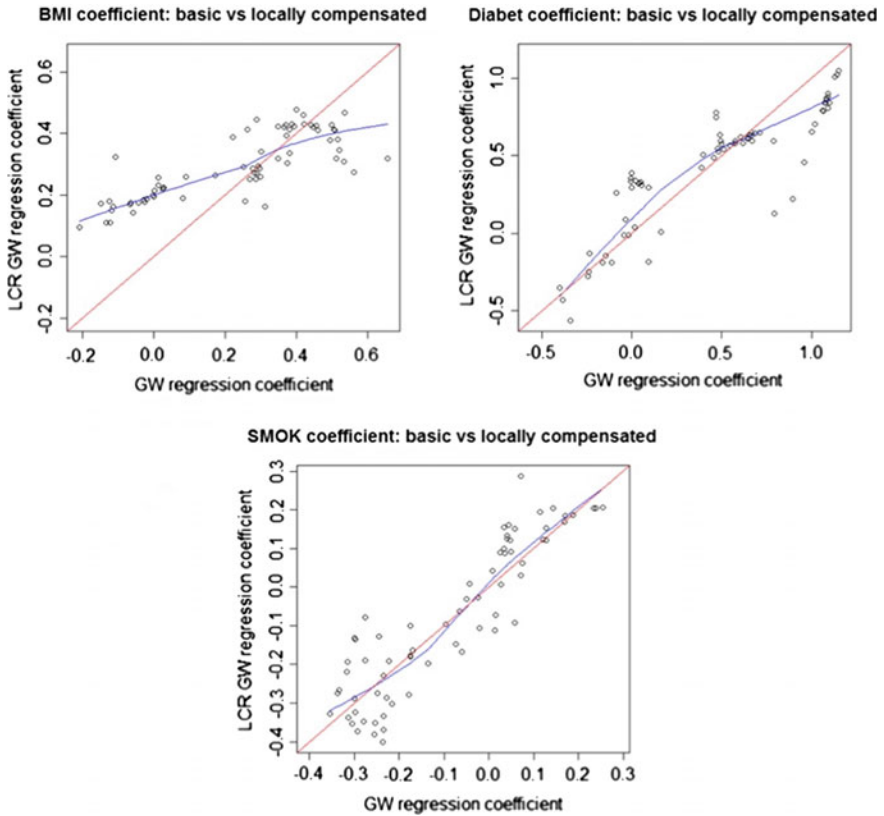 BMI coefficient: basic vs locally compensated
LCR GW regression coefficient
0.6
0.4
0.2
0.0
-0.2
-0.2 0.0 0.2 0.4 0.6
GW regression coefficient
Diabet coefficient: basic vs locally compensated
LCR GW regression coefficient
1.0
0.5
0.0
-0.5
-0.5 0.0 0.5 1.0
GW regression coefficient
SMOK coefficient: basic vs locally compensated
LCR GW regression coefficient
0.3
0.2
0.1
0.0
-0.1
-0.2
-0.3
-0.4
-0.4 -0.3 -0.2 -0.1 0.0 0.1 0.2 0.3
GW regression coefficient